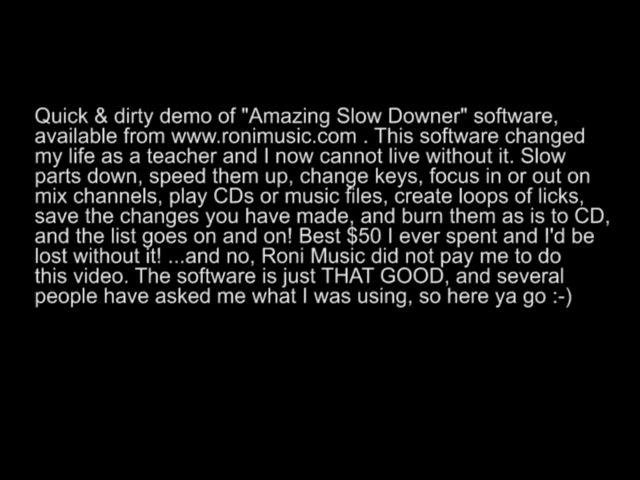 Quick & dirty demo of "Amazing Slow Downer" software,
available from www.ronimusic.com . This software changed
my life as a teacher and I now cannot live without it. Slow
parts down, speed them up, change keys, focus in or out on
mix channels, play CDs or music files, create loops of licks,
save the changes you have made, and burn them as is to CD,
and the list goes on and on! Best $50 I ever spent and I'd be
lost without it! ...and no, Roni Music did not pay me to do
this video. The software is just THAT GOOD, and several
people have asked me what I was using, so here ya go :-)